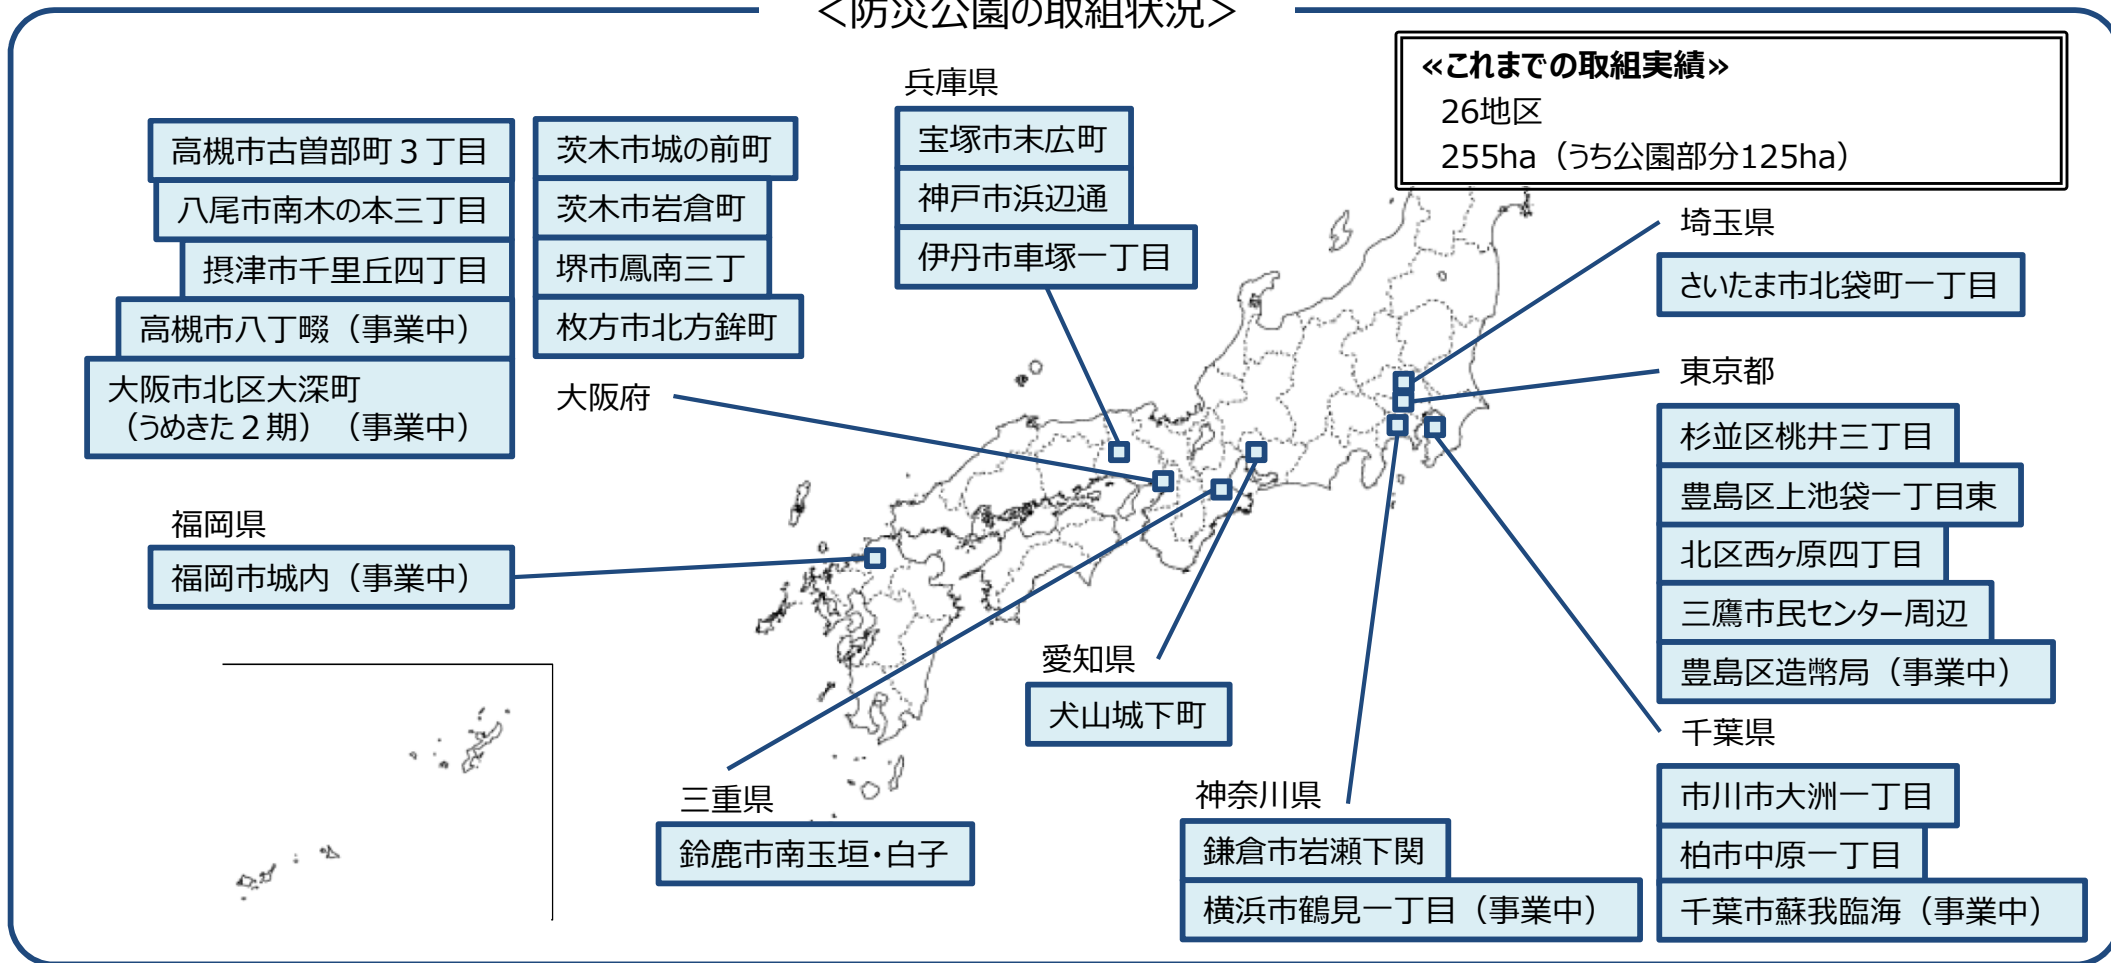 <防災公園の取組状況>
≪これまでの取組実績≫
26地区
255ha（うち公園部分125ha）
高槻市古曽部町３丁目
八尾市南木の本三丁目
摂津市千里丘四丁目
高槻市八丁畷（事業中）
大阪市北区大深町
（うめきた２期）（事業中）
茨木市城の前町
茨木市岩倉町
堺市鳳南三丁
枚方市北方鉾町
大阪府
兵庫県
宝塚市末広町
神戸市浜辺通
伊丹市車塚一丁目
埼玉県
さいたま市北袋町一丁目
東京都
杉並区桃井三丁目
豊島区上池袋一丁目東
北区西ヶ原四丁目
三鷹市民センター周辺
豊島区造幣局（事業中）
福岡県
福岡市城内（事業中）
愛知県
犬山城下町
三重県
鈴鹿市南玉垣・白子
神奈川県
鎌倉市岩瀬下関
横浜市鶴見一丁目（事業中）
千葉県
市川市大洲一丁目
柏市中原一丁目
千葉市蘇我臨海（事業中）